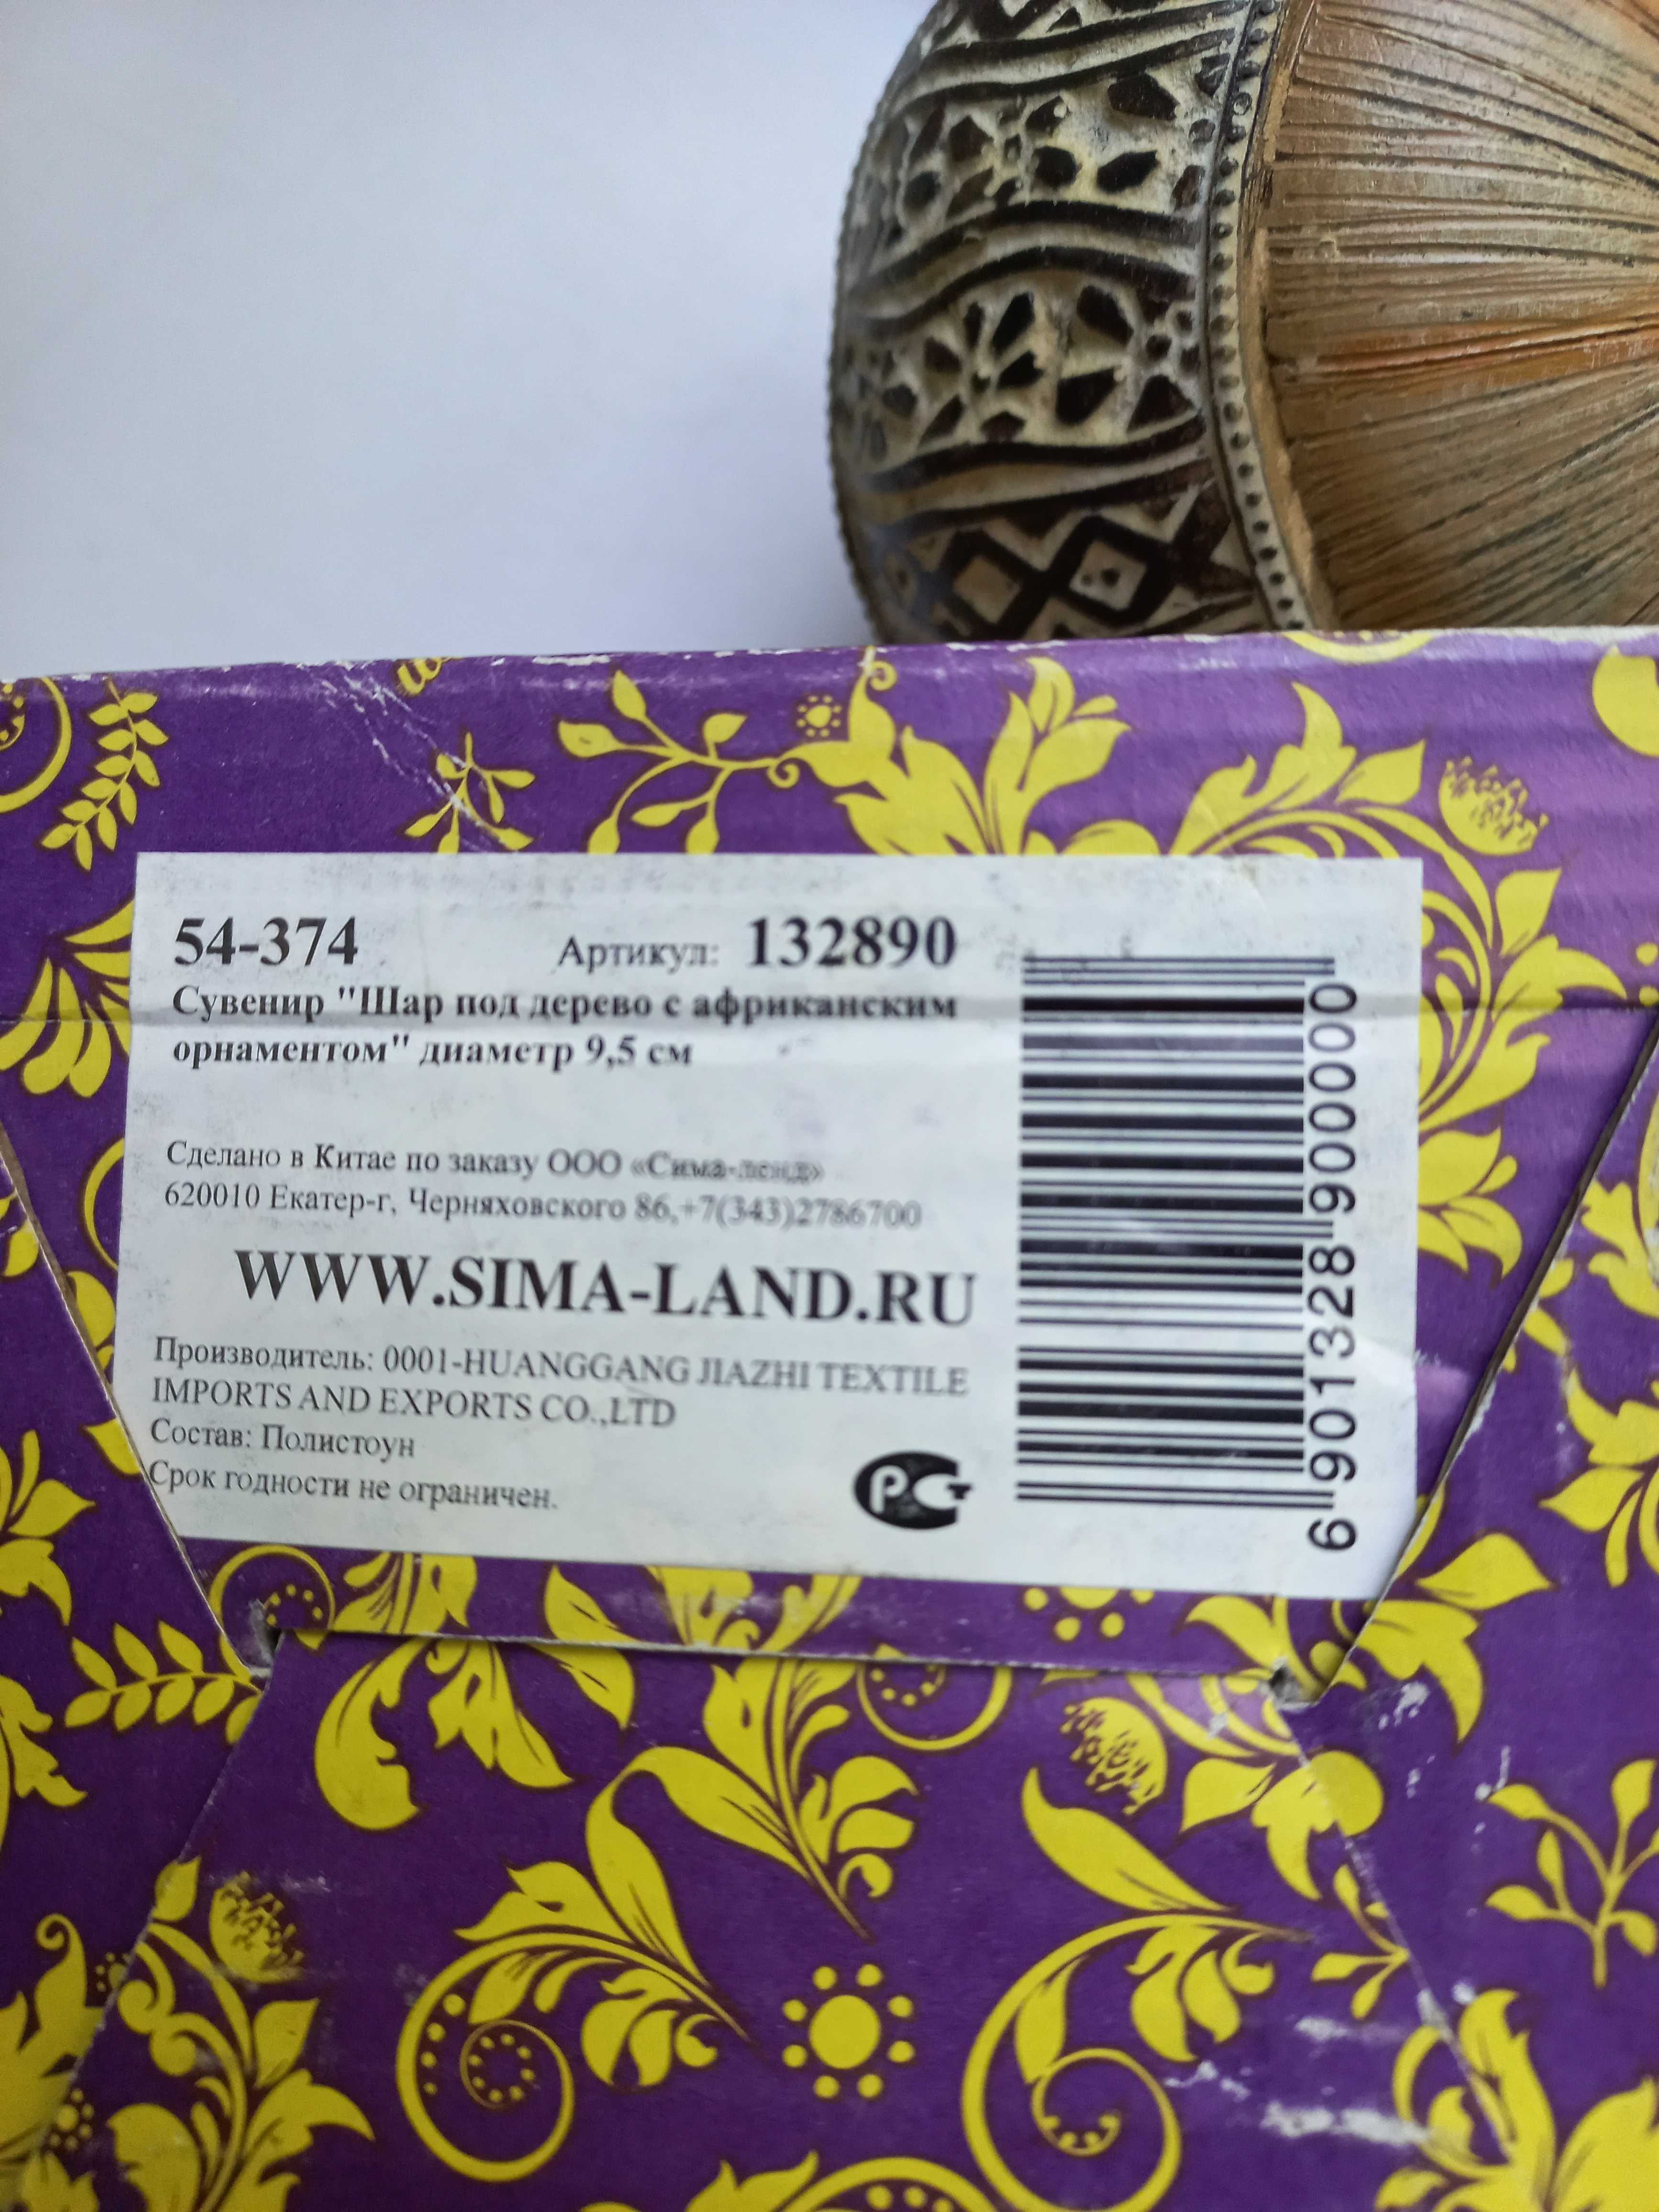 54-374 Артикул: 132890
Сувенир "Шар под дерево с африканским
орнаментом" диаметр 9,5 см
Сделано в Китае по заказу ООО «Сима-ленд»
620010 Екатер-г, Черняховского 86,+7(343)2786700
WWW.SIMA-LAND.RU
Производитель: 0001-HUANGGANG JIAZHI TEXTILE
IMPORTS AND EXPORTS CO.,LTD
Состав: Полистоун
Срок годности не ограничен.
РСТ
6 901328 900000